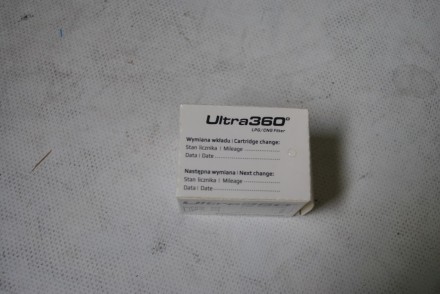 Ultra360®
LPG/CNG Filter
Wymiana wkładu | Cartridge change:
Stan licznika / Mileage ....................
Data | Date ....................
Następna wymiana | Next change:
Stan licznika / Mileage ....................
Data | Date ....................